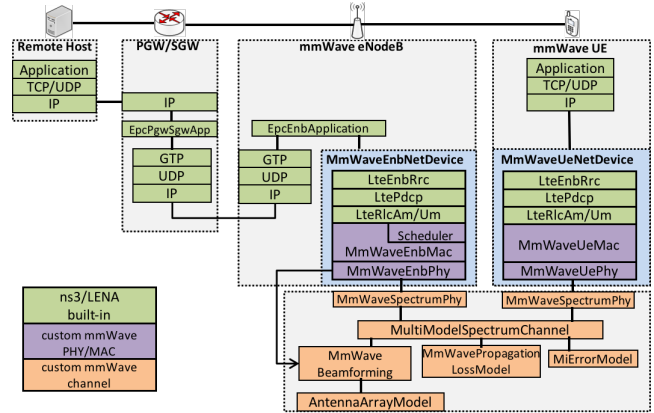 Remote Host
PGW/SGW
mmWave eNodeB
mmWave UE
Application
TCP/UDP
IP
IP
EpcPgwSgwApp
GTP
UDP
IP
EpcEnbApplication
GTP
UDP
IP
MmWaveEnbNetDevice
LteEnbRrc
LtePdcp
LteRlcAm/Um
Scheduler
MmWaveEnbMac
MmWaveEnbPhy
Application
TCP/UDP
IP
MmWaveUeNetDevice
LteEnbRrc
LtePdcp
LteRlcAm/Um
MmWaveUeMac
MmWaveUePhy
MmWaveSpectrumPhy
MmWaveSpectrumPhy
MultiModelSpectrumChannel
MmWave
Beamforming
MmWavePropagation
LossModel
MiErrorModel
AntennaArrayModel
ns3/LENA
built-in
custom mmWave
PHY/MAC
custom mmWave
channel